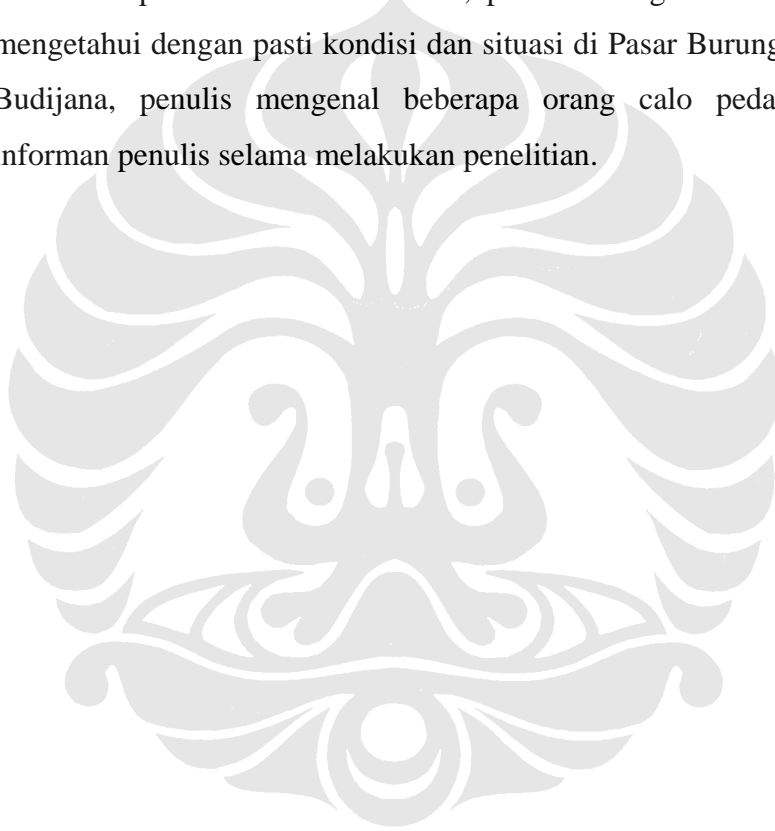 mengetahui dengan pasti kondisi dan situasi di Pasar Burung
Budijana, penulis mengenal beberapa orang calo
informan penulis selama melakukan penelitian.